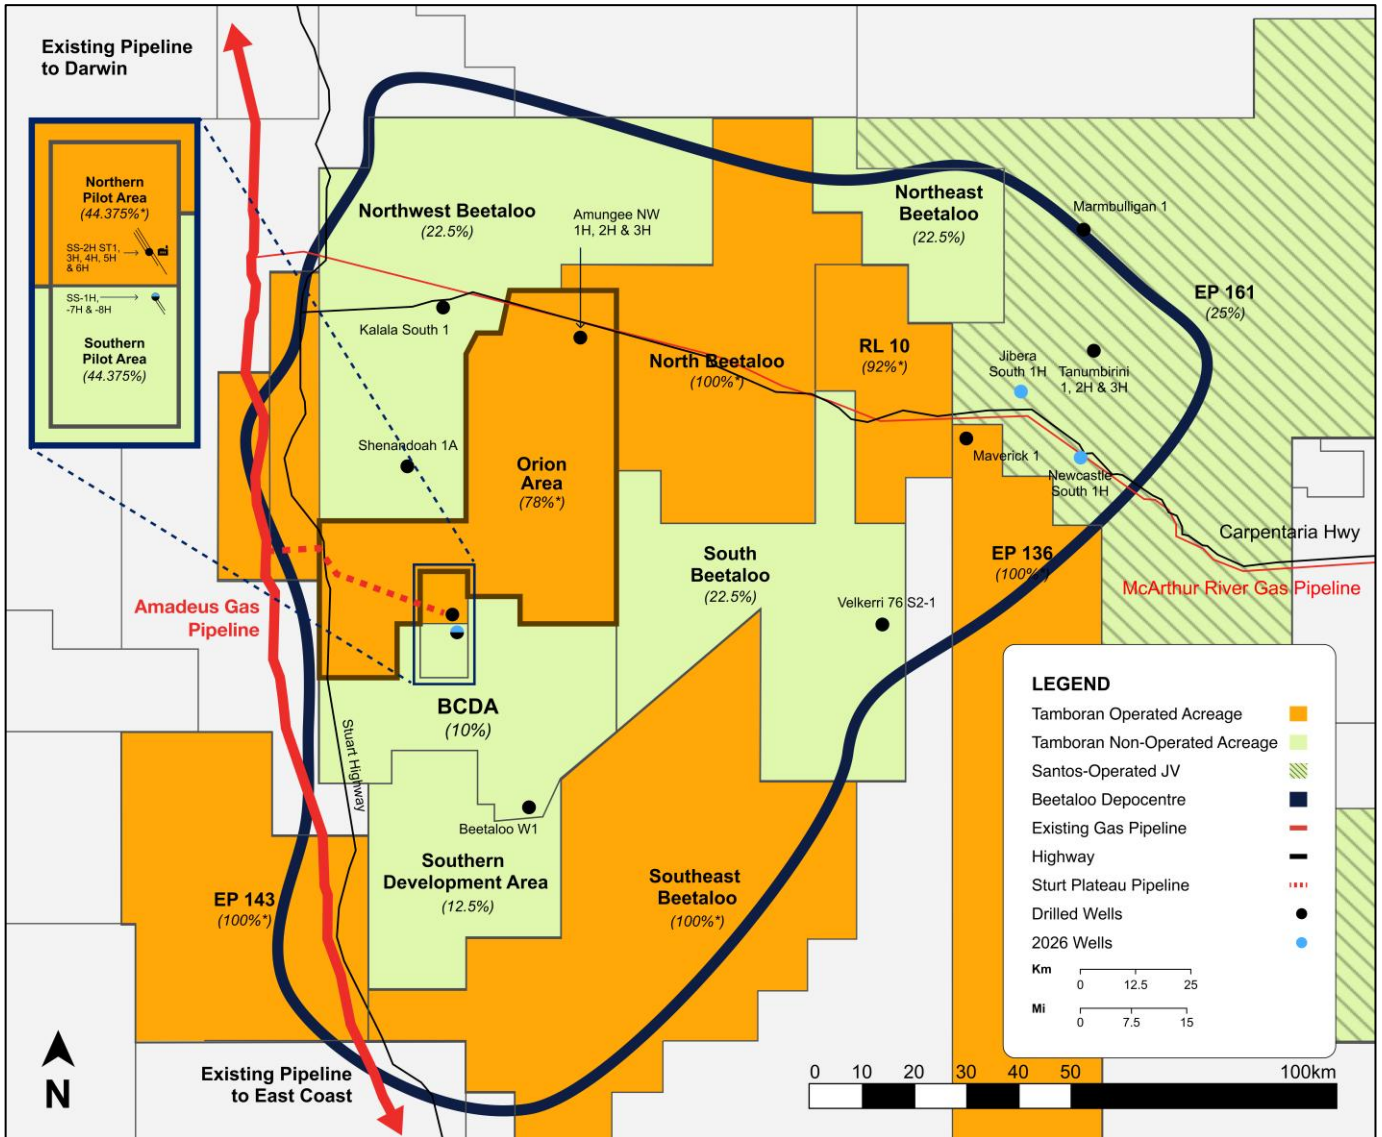 Existing Pipeline
to Darwin
Northern
Pilot Area
(44.375%*)
SS-2H ST1,
3H, 4H, 5H
& 6H
SS-1H,
-7H & -8H
Southern
Pilot Area
(44.375%)
Northwest Beetaloo
(22.5%)
Amungee NW
1H, 2H & 3H
Northeast
Beetaloo
(22.5%)
Marmbulligan 1
EP 161
(25%)
Kalala South 1
North Beetaloo
(100%*)
RL 10
(92%*)
Jibera
South 1H
Tanumbirini
1, 2H & 3H
Shenandoah 1A
Orion
Area
(78%*)
Maverick 1
Newcastle
South 1H
Carpentaria Hwy
McArthur River Gas Pipeline
South
Beetaloo
(22.5%)
EP 136
(100%*)
Velkerri 76 S2-1
Amadeus Gas
Pipeline
BCDA
(10%)
Stuart Highway
Beetaloo W1
Southern
Development Area
(12.5%)
Southeast
Beetaloo
(100%*)
EP 143
(100%*)
Existing Pipeline
to East Coast
N
LEGEND
Tamboran Operated Acreage
Tamboran Non-Operated Acreage
Santos-Operated JV
Beetaloo Depocentre
Existing Gas Pipeline
Highway
Sturt Plateau Pipeline
Drilled Wells
2026 Wells
Km
0 12.5 25
Mi
0 7.5 15
0 10 20 30 40 50 100km